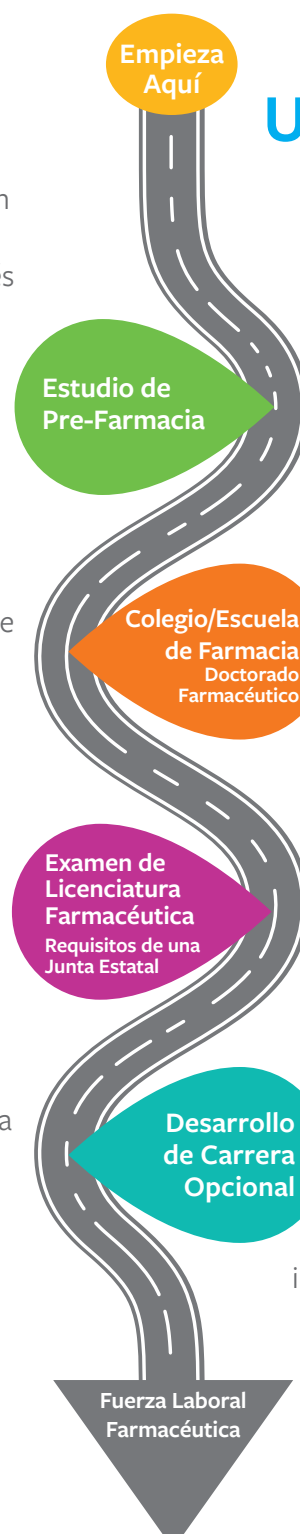 Empieza
Aquí
U
Estudio de
Pre-Farmacia
Colegio/Escuela
de Farmacia
Doctorado
Farmacéutico
Examen de
Licenciatura
Farmacéutica
Requisitos de una
Junta Estatal
Desarrollo
de Carrera
Opcional
Fuerza Laboral
Farmacéutica